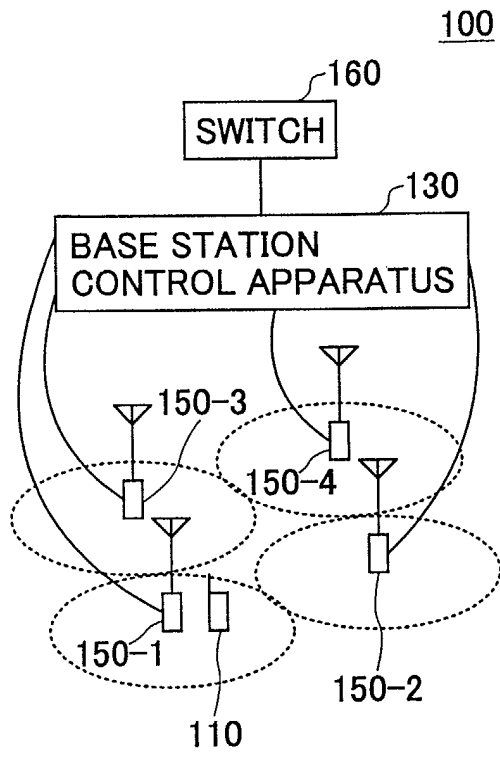 100
160
SWITCH
130
BASE STATION
CONTROL APPARATUS
150-3
150-4
150-1
150-2
110